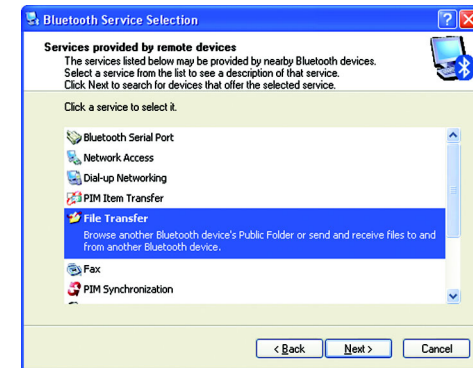 Bluetooth Service Selection
Services provided by remote devices
The services listed below may be provided by nearby Bluetooth devices.
Select a service from the list to see a description of that service.
Click Next to search for devices that offer the selected service.
Click a service to select it.
Bluetooth Serial Port
Network Access
Dial-up Networking
PIM Item Transfer
File Transfer
Browse another Bluetooth device's Public Folder or send and receive files to and
from another Bluetooth device.
Fax
PIM Synchronization
< Back Next > Cancel